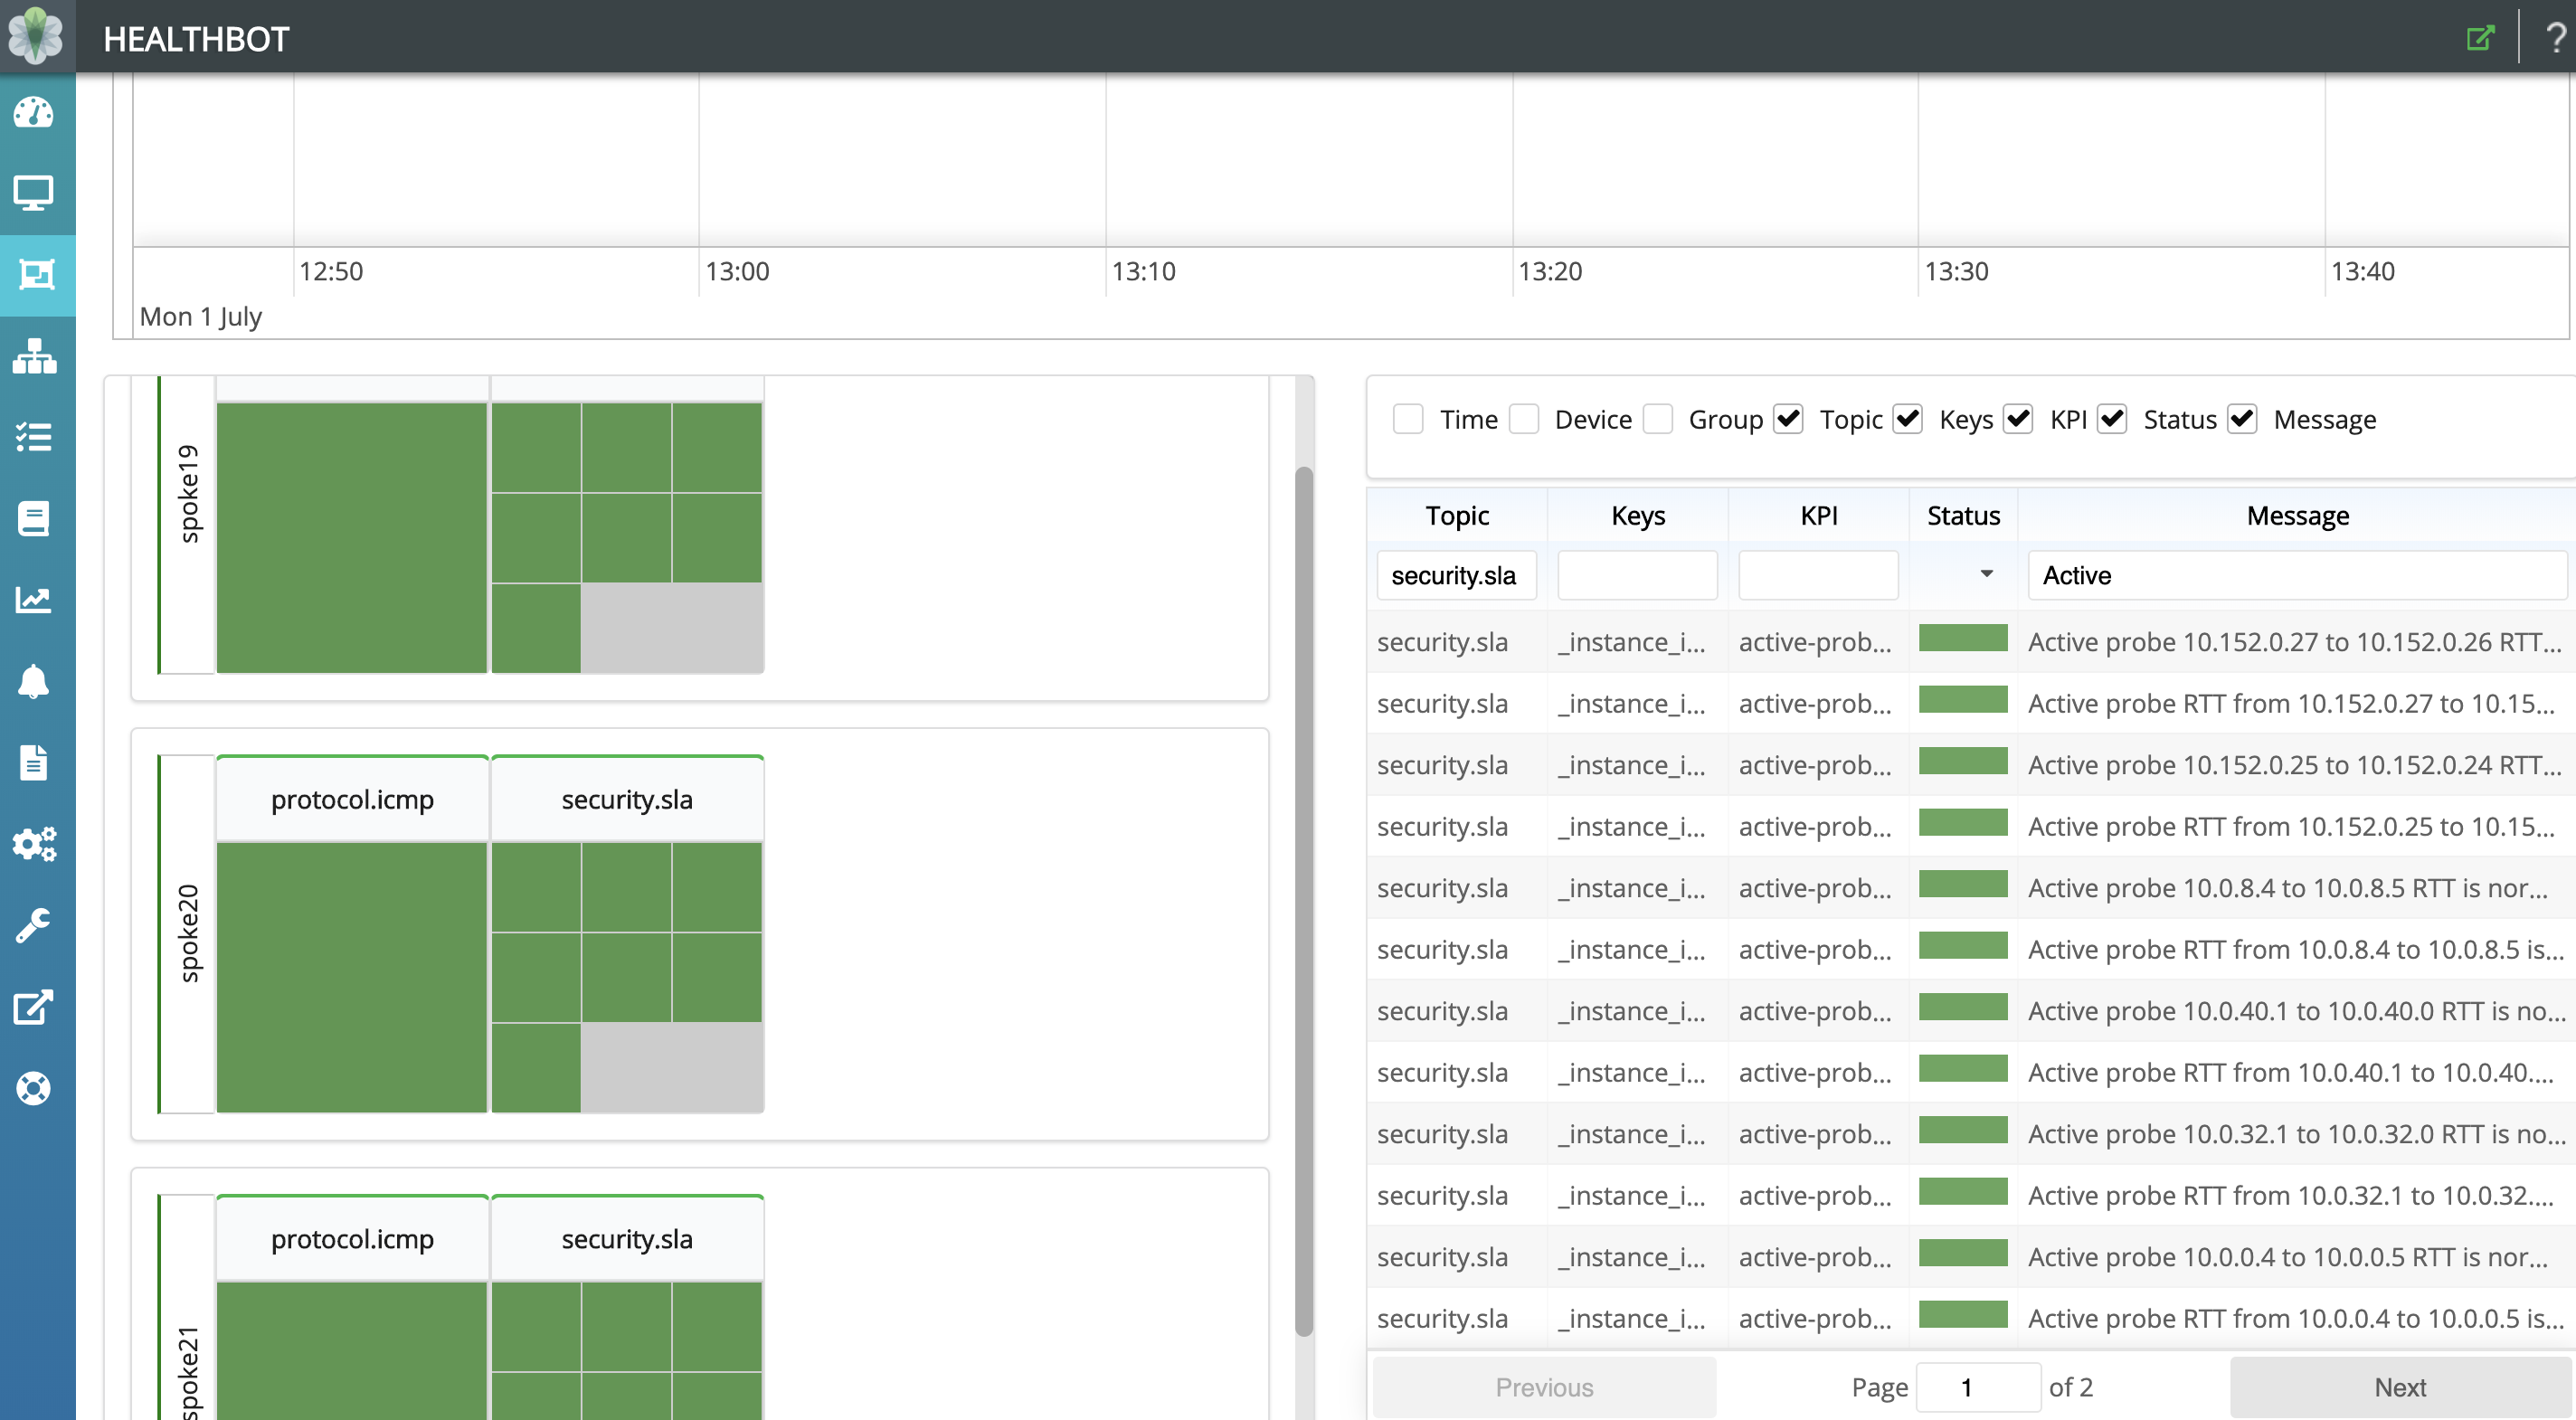 HEALTHBOT
?
12:50 13:00 13:10 13:20 13:30 13:40
Mon 1 July
spoke19
spoke20
protocol.icmp security.sla
spoke21
protocol.icmp security.sla
Time Device Group Topic Keys KPI Status Message
Topic Keys KPI Status Message
security.sla Active
security.sla _instance_i... active-prob... Active probe 10.152.0.27 to 10.152.0.26 RTT...
security.sla _instance_i... active-prob... Active probe RTT from 10.152.0.27 to 10.15...
security.sla _instance_i... active-prob... Active probe 10.152.0.25 to 10.152.0.24 RTT...
security.sla _instance_i... active-prob... Active probe RTT from 10.152.0.25 to 10.15...
security.sla _instance_i... active-prob... Active probe 10.0.8.4 to 10.0.8.5 RTT is nor...
security.sla _instance_i... active-prob... Active probe RTT from 10.0.8.4 to 10.0.8.5 is...
security.sla _instance_i... active-prob... Active probe 10.0.40.1 to 10.0.40.0 RTT is no...
security.sla _instance_i... active-prob... Active probe RTT from 10.0.40.1 to 10.0.40....
security.sla _instance_i... active-prob... Active probe 10.0.32.1 to 10.0.32.0 RTT is no...
security.sla _instance_i... active-prob... Active probe RTT from 10.0.32.1 to 10.0.32....
security.sla _instance_i... active-prob... Active probe 10.0.0.4 to 10.0.0.5 RTT is nor...
security.sla _instance_i... active-prob... Active probe RTT from 10.0.0.4 to 10.0.0.5 is...
Previous Page 1 of 2 Next